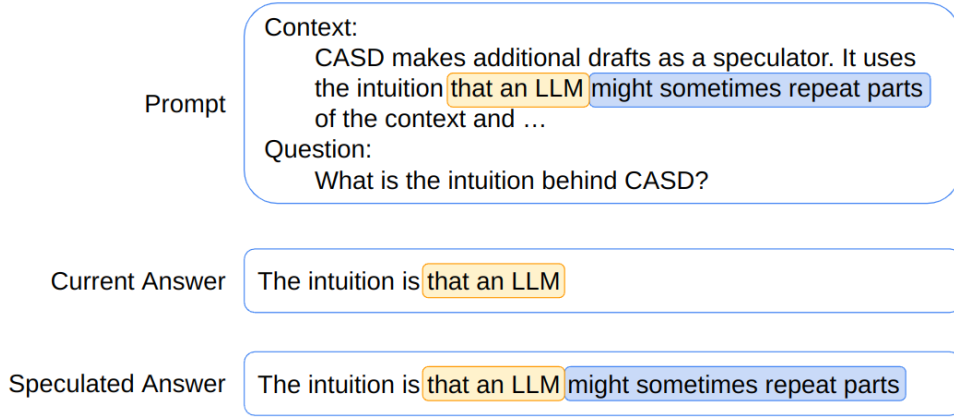 Context:
CASD makes additional drafts as a speculator. It uses
the intuition that an LLM might sometimes repeat parts
of the context and …
Question:
What is the intuition behind CASD?
Prompt
Current Answer
The intuition is that an LLM
Speculated Answer
The intuition is that an LLM might sometimes repeat parts